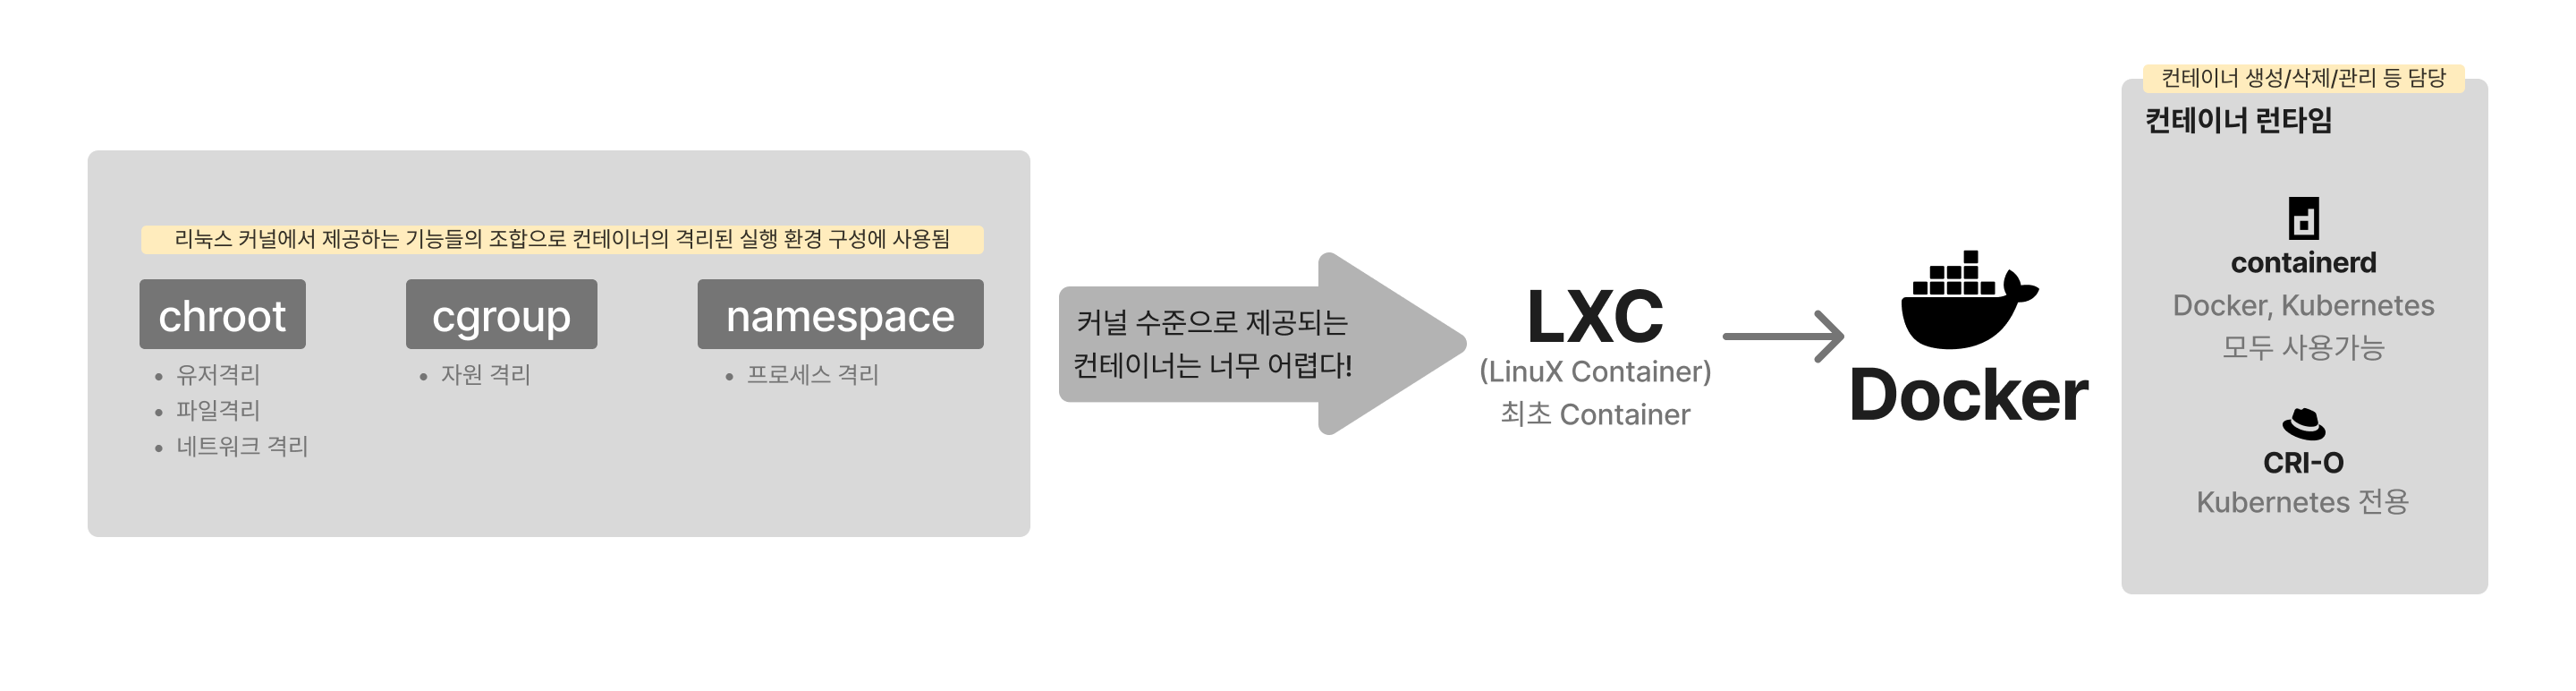 리눅스 커널에서 제공하는 기능들의 조합으로 컨테이너의 격리된 실행 환경 구성에 사용됨
chroot
• 유저격리
• 파일격리
• 네트워크 격리
cgroup
• 자원 격리
namespace
• 프로세스 격리
커널 수준으로 제공되는
컨테이너는 너무 어렵다!
LXC
(LinuX Container)
최초 Container
Docker
컨테이너 생성/삭제/관리 등 담당
컨테이너 런타임
containerd
Docker, Kubernetes
모두 사용가능
CRI-O
Kubernetes 전용